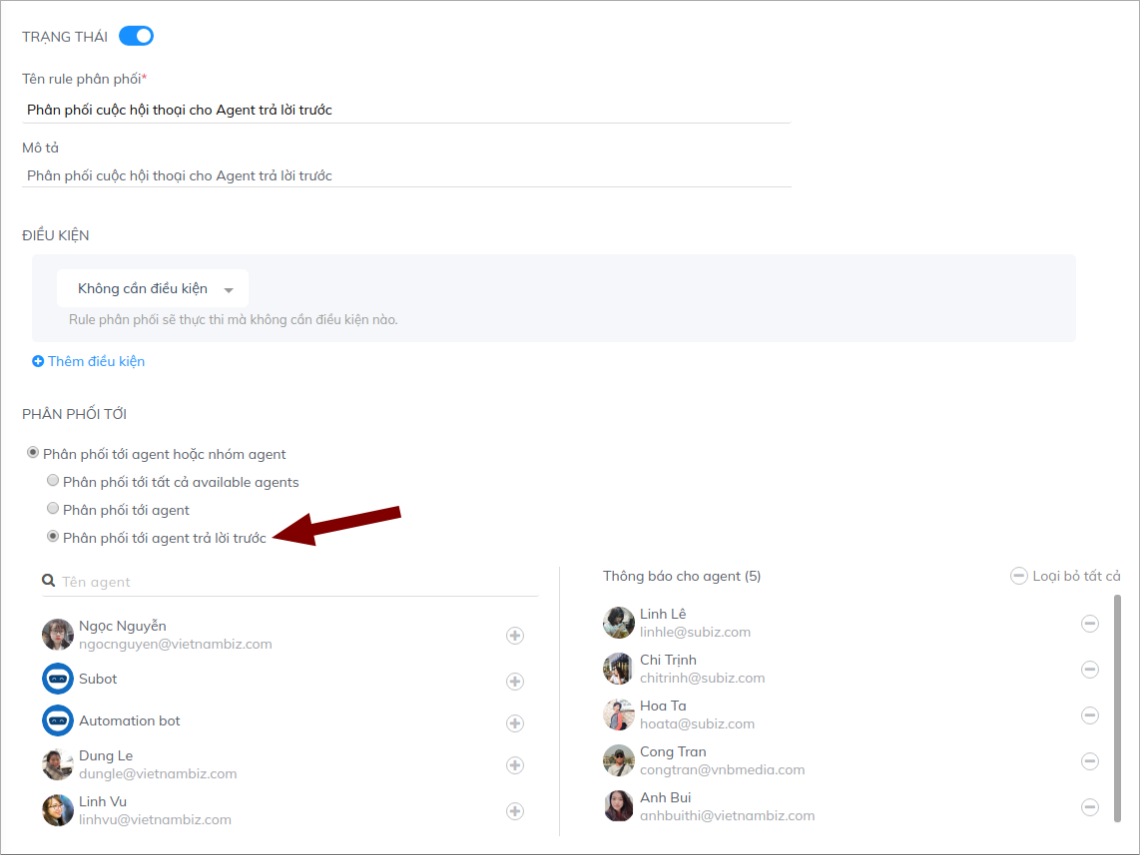 TRẠNG THÁI
Tên rule phân phối*
Phân phối cuộc hội thoại cho Agent trả lời trước
Mô tả
Phân phối cuộc hội thoại cho Agent trả lời trước
ĐIỀU KIỆN
Không cần điều kiện
Rule phân phối sẽ thực thi mà không cần điều kiện nào.
Thêm điều kiện
PHÂN PHỐI TỚI
Phân phối tới agent hoặc nhóm agent
Phân phối tới tất cả available agents
Phân phối tới agent
Phân phối tới agent trả lời trước
Tên agent
Ngọc Nguyễn
ngocnguyen@vietnambiz.com
Subot
Automation bot
Dung Le
dungle@vietnambiz.com
Linh Vu
linhvu@vietnambiz.com
Thông báo cho agent (5)
Loại bỏ tất cả
Linh Lê
linhle@subiz.com
Chi Trịnh
chitrinh@subiz.com
Hoa Ta
hoata@subiz.com
Cong Tran
congtran@vnbmedia.com
Anh Bui
anhbuithi@vietnambiz.com